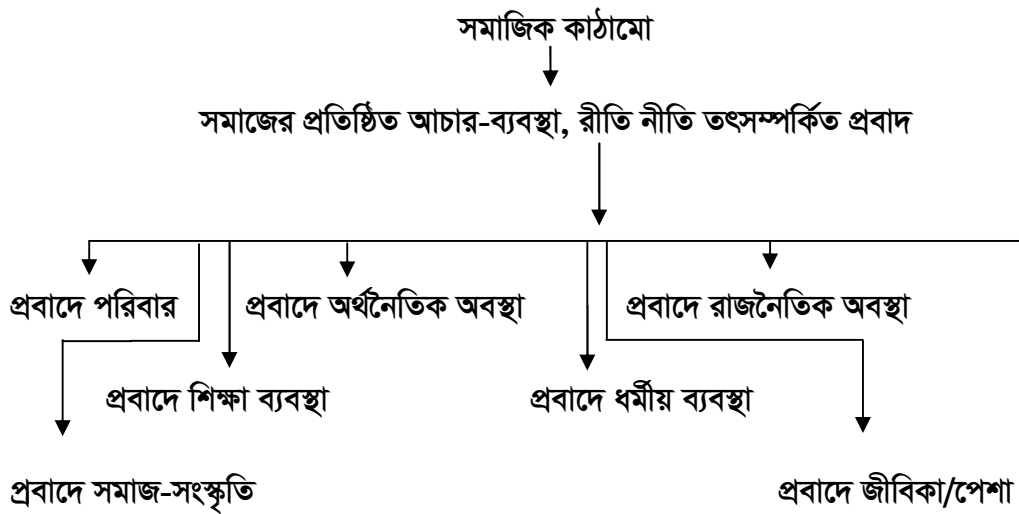 সমাজিক কাঠামো
সমাজের প্রতিষ্ঠিত আচার-ব্যবস্থা, রীতি নীতি তৎসম্পর্কিত প্রবাদ
প্রবাদে পরিবার প্রবাদে অর্থনৈতিক অবস্থা প্রবাদে রাজনৈতিক অবস্থা
প্রবাদে শিক্ষা ব্যবস্থা প্রবাদে ধর্মীয় ব্যবস্থা
প্রবাদে সমাজ-সংস্কৃতি প্রবাদে জীবিকা/পেশা